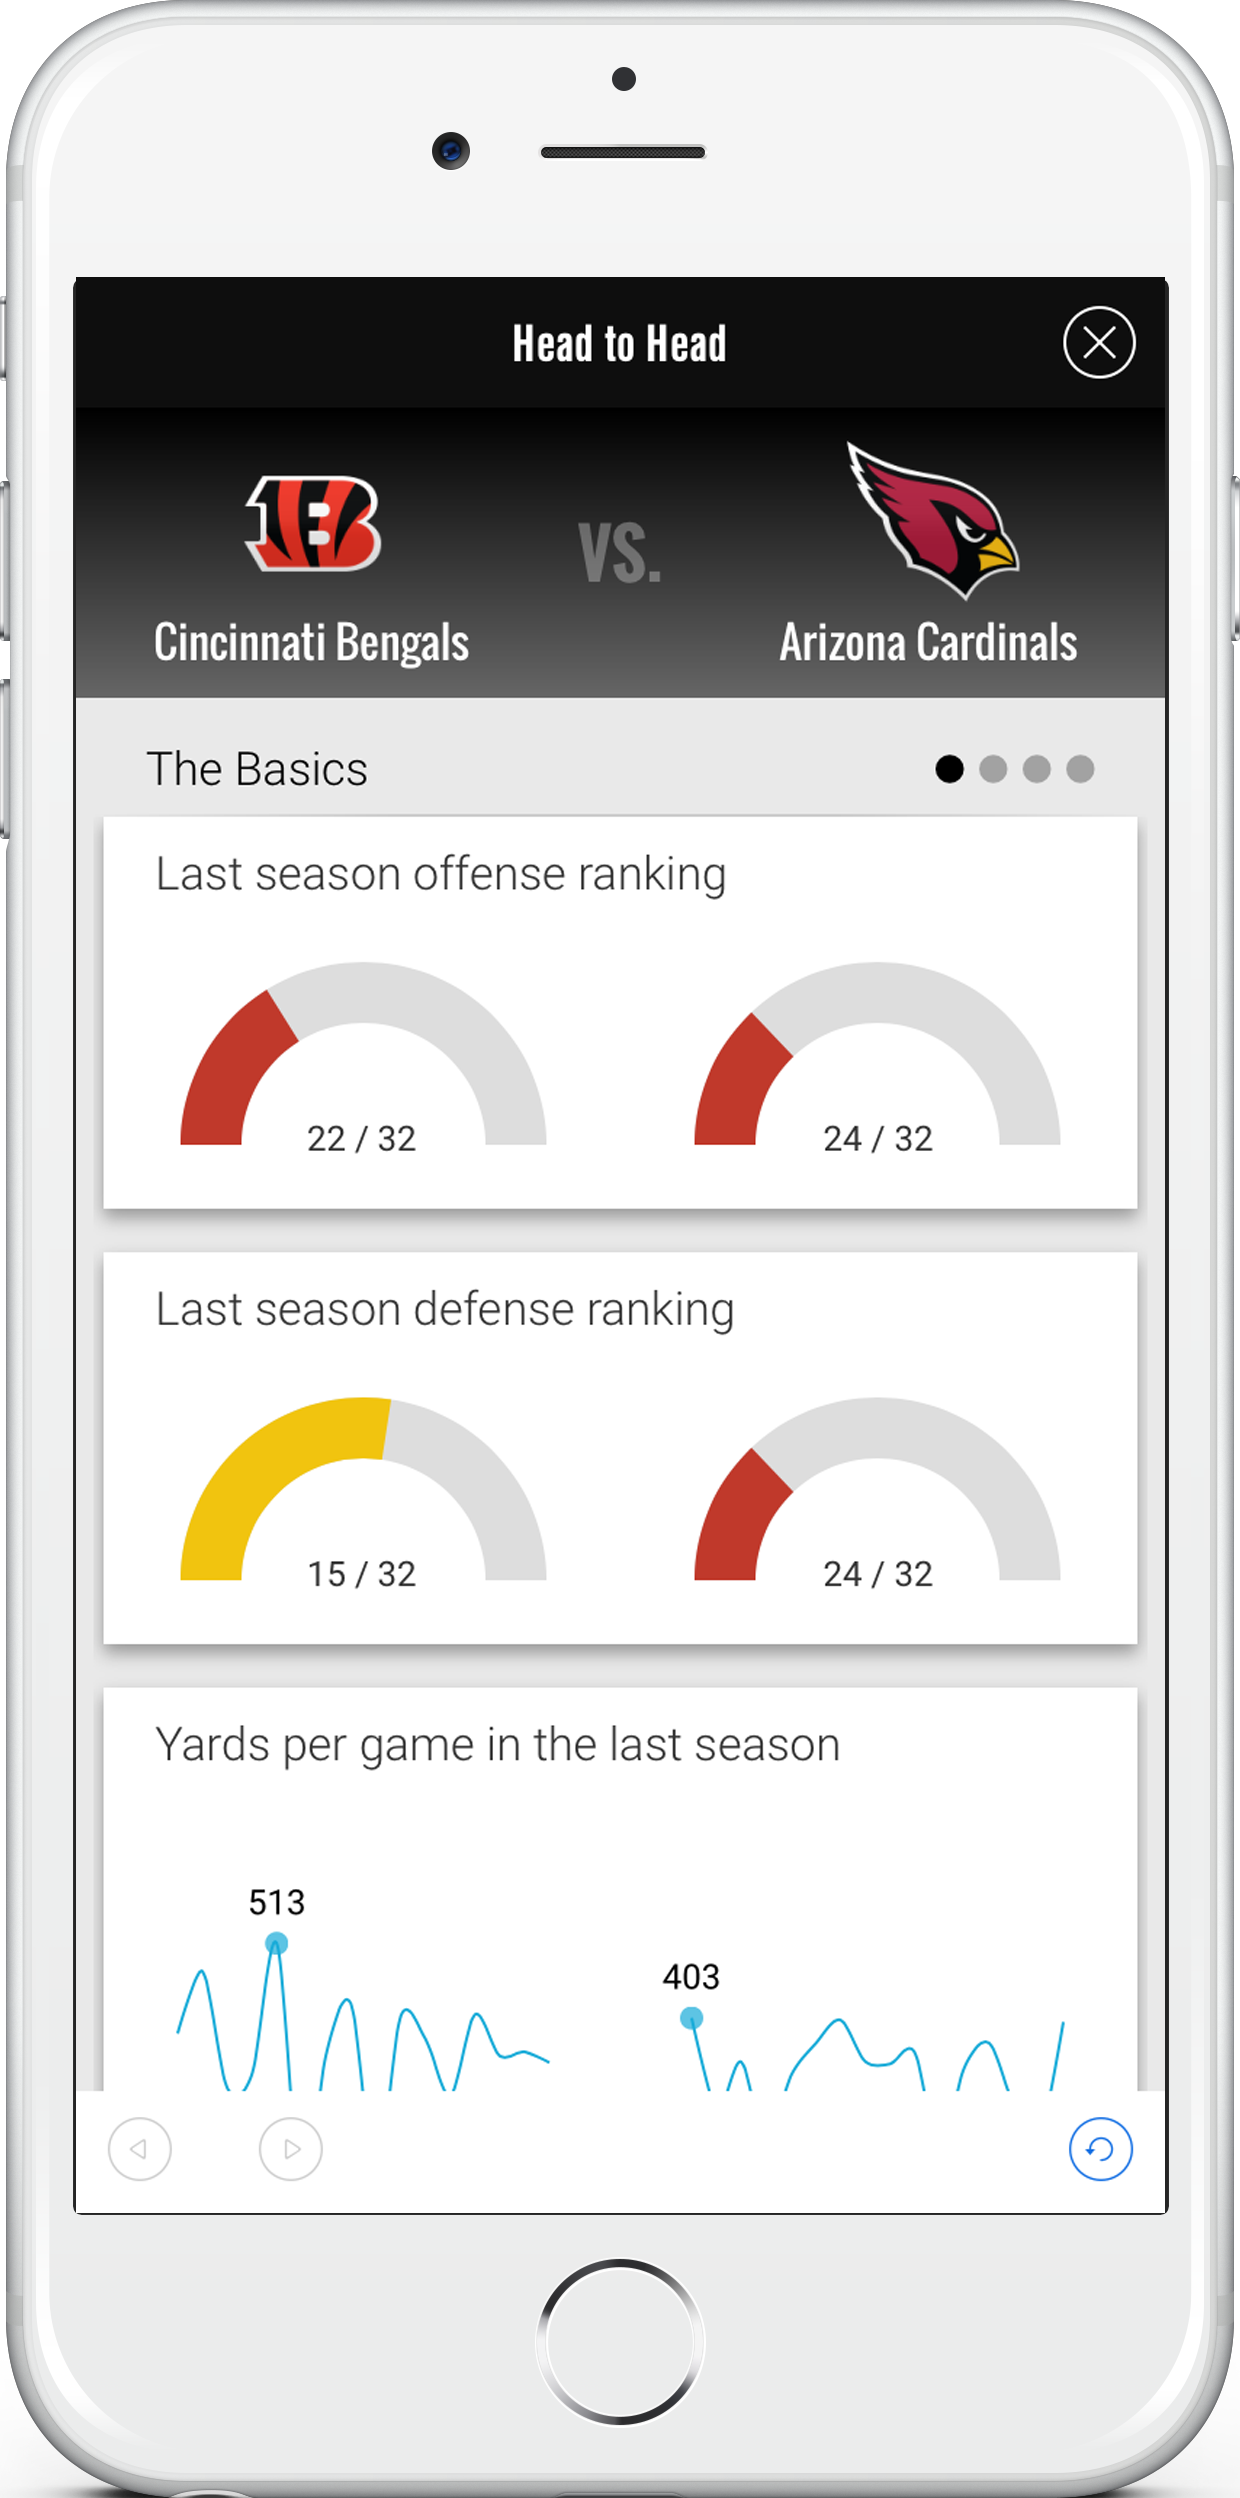 Head to Head
VS.
Cincinnati Bengals
Arizona Cardinals
The Basics
Last season offense ranking
22 / 32
24 / 32
Last season defense ranking
15 / 32
24 / 32
Yards per game in the last season
513
403